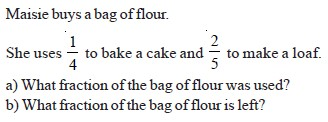 Maisie buys a bag of flour.
She uses 1/4 to bake a cake and 2/5 to make a loaf.
a) What fraction of the bag of flour was used?
b) What fraction of the bag of flour is left?